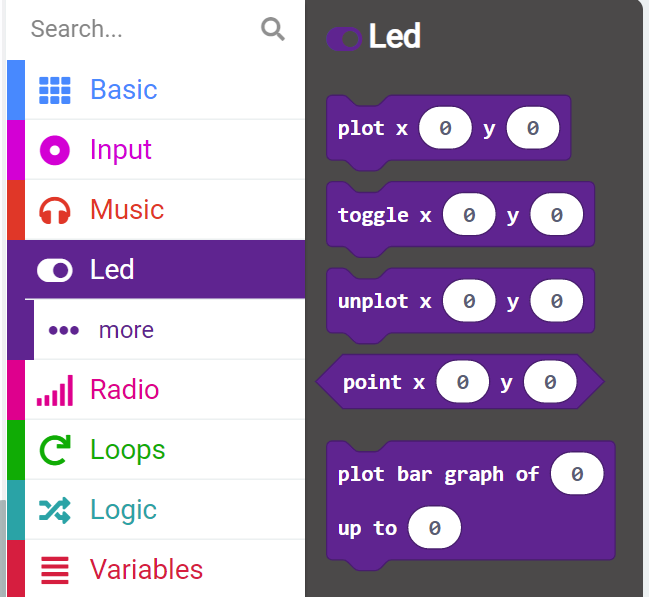 Search...
Basic
Input
Music
Led
more
Radio
Loops
Logic
Variables
Led
plot x 0 y 0
toggle x 0 y 0
unplot x 0 y 0
point x 0 y 0
plot bar graph of 0
up to 0